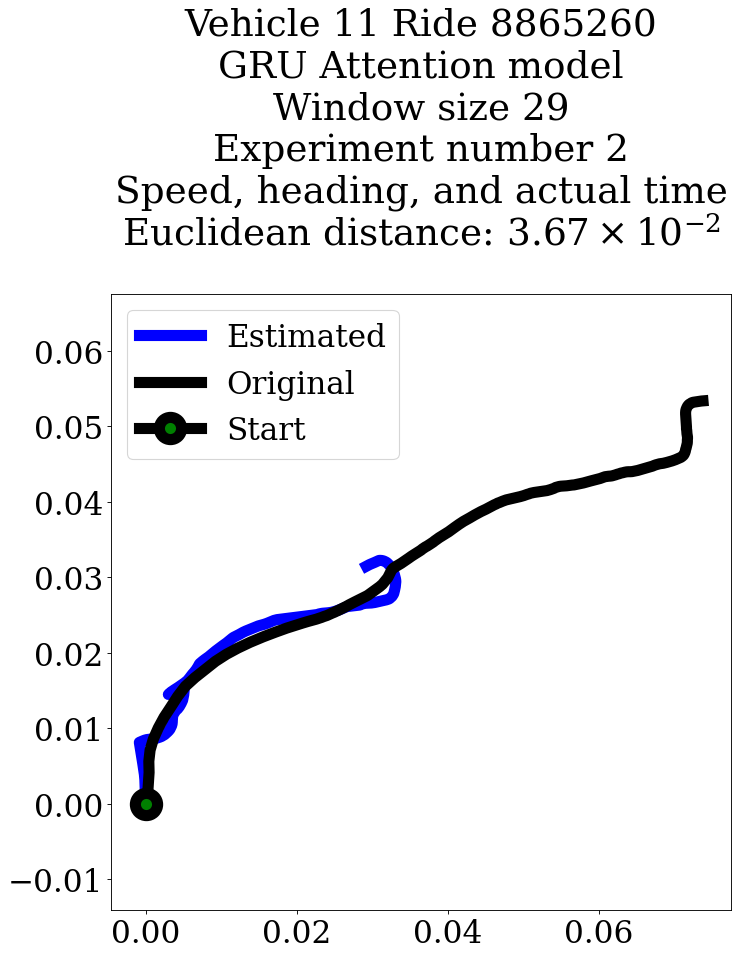 Vehicle 11 Ride 8865260
GRU Attention model
Window size 29
Experiment number 2
Speed, heading, and actual time
Euclidean distance: 3.67 × 10⁻²
Estimated
Original
Start
0.06
0.05
0.04
0.03
0.02
0.01
0.00
−0.01
0.00 0.02 0.04 0.06